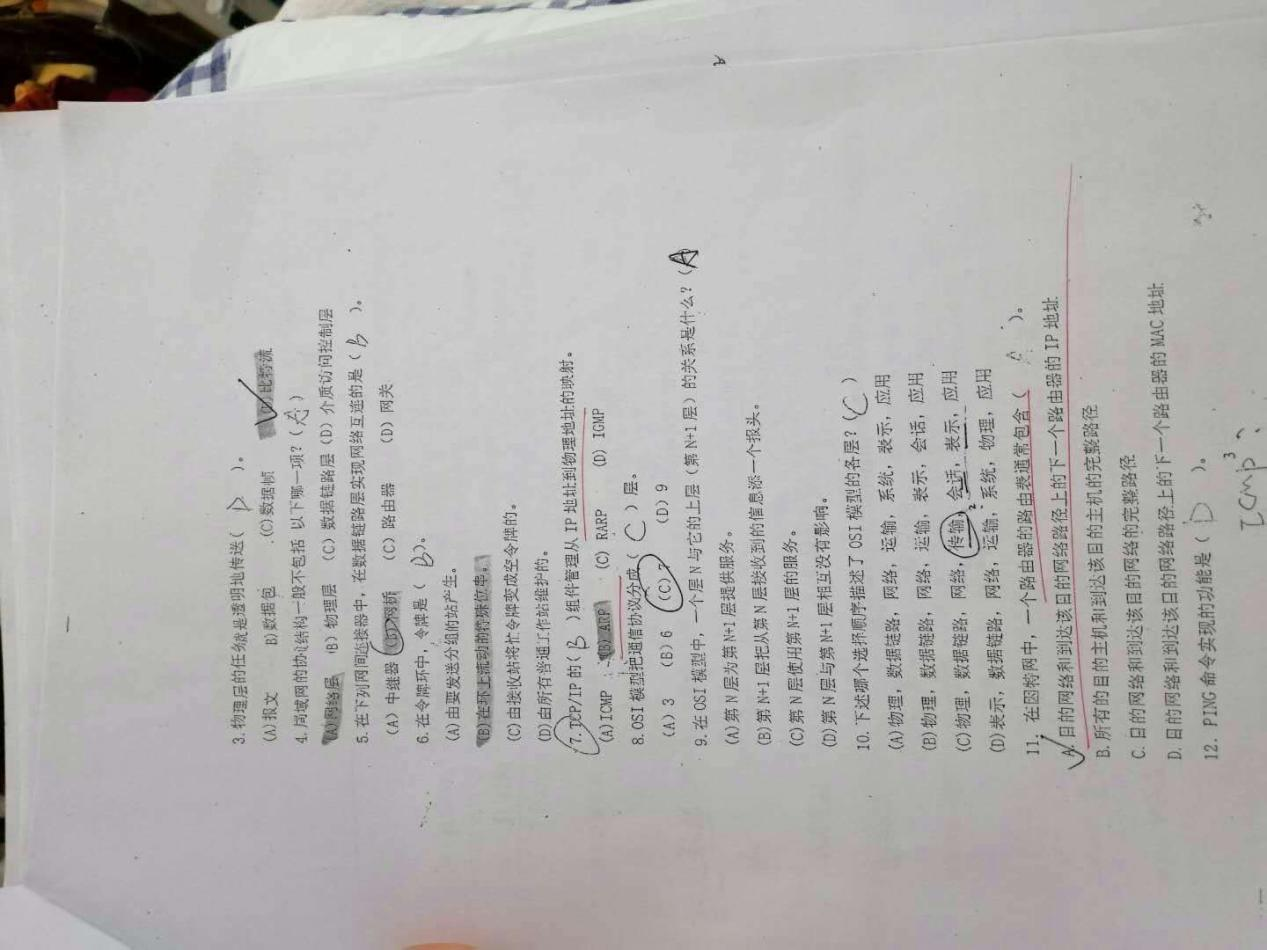 3.物理层的任务就是透明地传送( D )。
(A)报文 B)数据包 (C)数据帧 (D)比特流
4.局域网的协议结构一般不包括 以下哪一项?(A)
(A)网络层 (B)物理层 (C)数据链路层(D)介质访问控制层
5.在下列网间连接器中，在数据链路层实现网络互连的是( B )。
(A)中继器 (B)网桥 (C)路由器 (D)网关
6.在令牌环中，令牌是( B)。
(A)由要发送分组的站产生。
(B)在环上流动的特殊位串。
(C)由接收站将忙令牌变成空令牌的。
(D)由所有普通工作站维护的。
7.TCP/IP 的( B )组件管理从 IP 地址到物理地址的映射。
(A)ICMP (B)ARP (C)RARP (D)IGMP
8.OSI 模型把通信协议分成( C )层。
(A)3 (B)6 (C)7 (D)9
9.在 OSI 模型中，一个层 N 与它的上层(第 N+1 层)的关系是什么?(A
(A)第 N 层为第 N+1 层提供服务。
(B)第 N+1 层把从第 N 层接收到的信息添一个报头。
(C)第 N 层使用第 N+1 层的服务。
(D)第 N 层与第 N+1 层相互没有影响。
10.下述哪个选择顺序描述了 OSI 模型的各层?(C)
(A)物理，数据链路，网络，运输，系统，表示，应用
(B)物理，数据链路，网络，运输，表示，会话，应用
(C)物理，数据链路，网络，传输，会话，表示，应用
(D)表示，数据链路，网络，运输，系统，物理，应用
11. 在因特网中，一个路由器的路由表通常包含( A )。
A.目的网络和到达该目的网络路径上的下一个路由器的 IP 地址
B.所有的目的主机和到达该目的主机的完整路径
C.目的网络和到达该目的网络的完整路径
D.目的网络和到达该目的网络路径上的下一个路由器的 MAC 地址
12.PING 命令实现的功能是( D )。
ICMP?
3